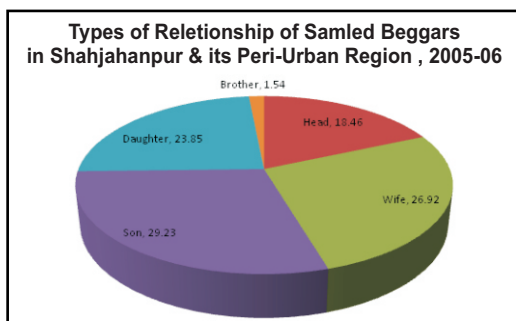 Types of Reletionship of Samled Beggars
in Shahjahanpur & its Peri-Urban Region , 2005-06
Brother, 1.54
Head, 18.46
Daughter, 23.85
Wife, 26.92
Son, 29.23